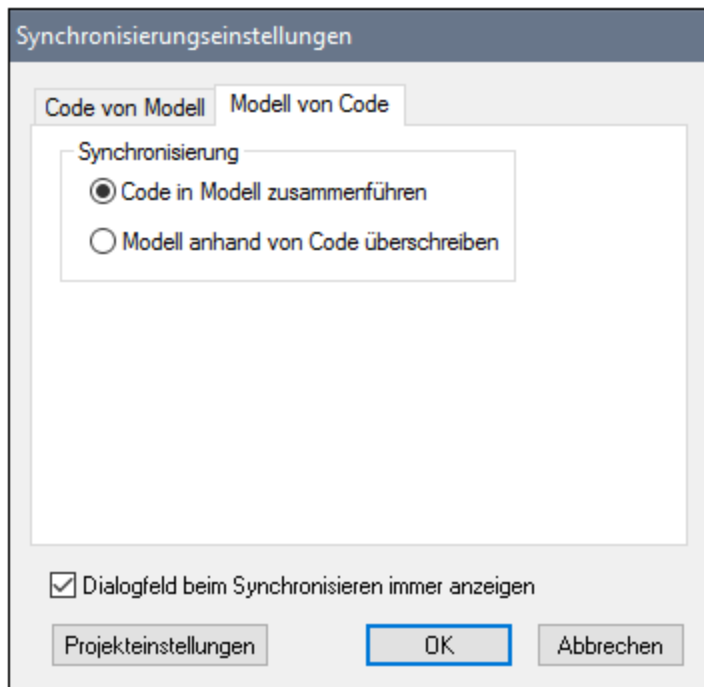 Synchronisierungseinstellungen
Code von Modell
Modell von Code
Synchronisierung
Code in Modell zusammenführen
Modell anhand von Code überschreiben
Dialogfeld beim Synchronisieren immer anzeigen
Projekteinstellungen
OK
Abbrechen